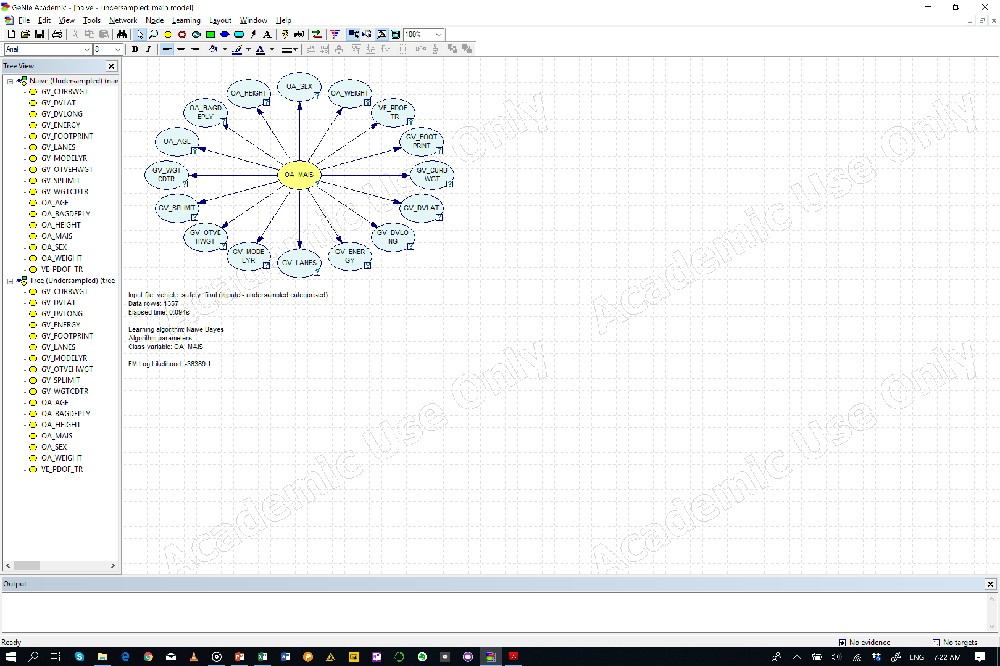 GeNIe Academic - [naive - undersampled: main model]
File Edit View Tools Network Node Learning Layout Window Help
p(e) 100%
Arial 8 B I A
Tree View
Naive (Undersampled) (naiv
GV_CURBWGT
GV_DVLAT
GV_DVLONG
GV_ENERGY
GV_FOOTPRINT
GV_LANES
GV_MODELYR
GV_OTVEHWGT
GV_SPLIMIT
GV_WGTCDTR
OA_AGE
OA_BAGDEPLY
OA_HEIGHT
OA_MAIS
OA_SEX
OA_WEIGHT
VE_PDOF_TR
Tree (Undersampled) (tree -
GV_CURBWGT
GV_DVLAT
GV_DVLONG
GV_ENERGY
GV_FOOTPRINT
GV_LANES
GV_MODELYR
GV_OTVEHWGT
GV_SPLIMIT
GV_WGTCDTR
OA_AGE
OA_BAGDEPLY
OA_HEIGHT
OA_MAIS
OA_SEX
OA_WEIGHT
VE_PDOF_TR
OA_SEX
OA_HEIGHT
OA_WEIGHT
OA_BAGD
EPLY
VE_PDOF
_TR
OA_AGE
GV_FOOT
PRINT
GV_WGT
CDTR
OA_MAIS
GV_CURB
WGT
GV_SPLIMIT
GV_DVLAT
GV_OTVE
HWGT
GV_DVLO
NG
GV_MODE
LYR
GV_LANES
GV_ENER
GY
Input file: vehicle_safety_final (Impute - undersampled categorised)
Data rows: 1357
Elapsed time: 0.094s
Learning algorithm: Naive Bayes
Algorithm parameters:
Class variable: OA_MAIS
EM Log Likelihood: -36389.1
Academic Use Only
Academic Use Only
Academic Use Only
Academic Use Only
Output
Ready
No evidence
No targets
ENG 7:22 AM